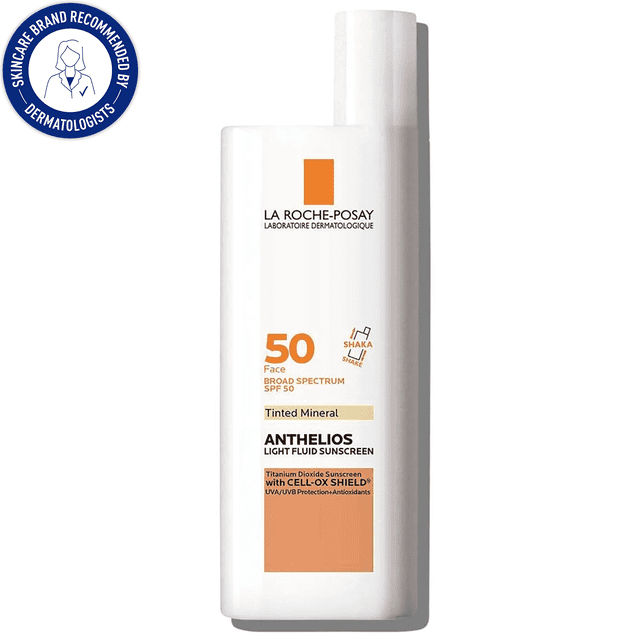 SKINCARE BRAND RECOMMENDED BY
DERMATOLOGISTS
LA ROCHE-POSAY
LABORATOIRE DERMATOLOGIQUE
50
Face
BROAD SPECTRUM
SPF 50
SHAKA
SHAKE
Tinted Mineral
ANTHELIOS
LIGHT FLUID SUNSCREEN
Titanium Dioxide Sunscreen
with CELL-OX SHIELD®
UVA/UVB Protection+Antioxidants